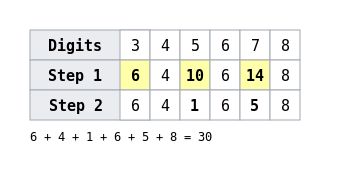 Digits 3 4 5 6 7 8
Step 1 6 4 10 6 14 8
Step 2 6 4 1 6 5 8
6 + 4 + 1 + 6 + 5 + 8 = 30